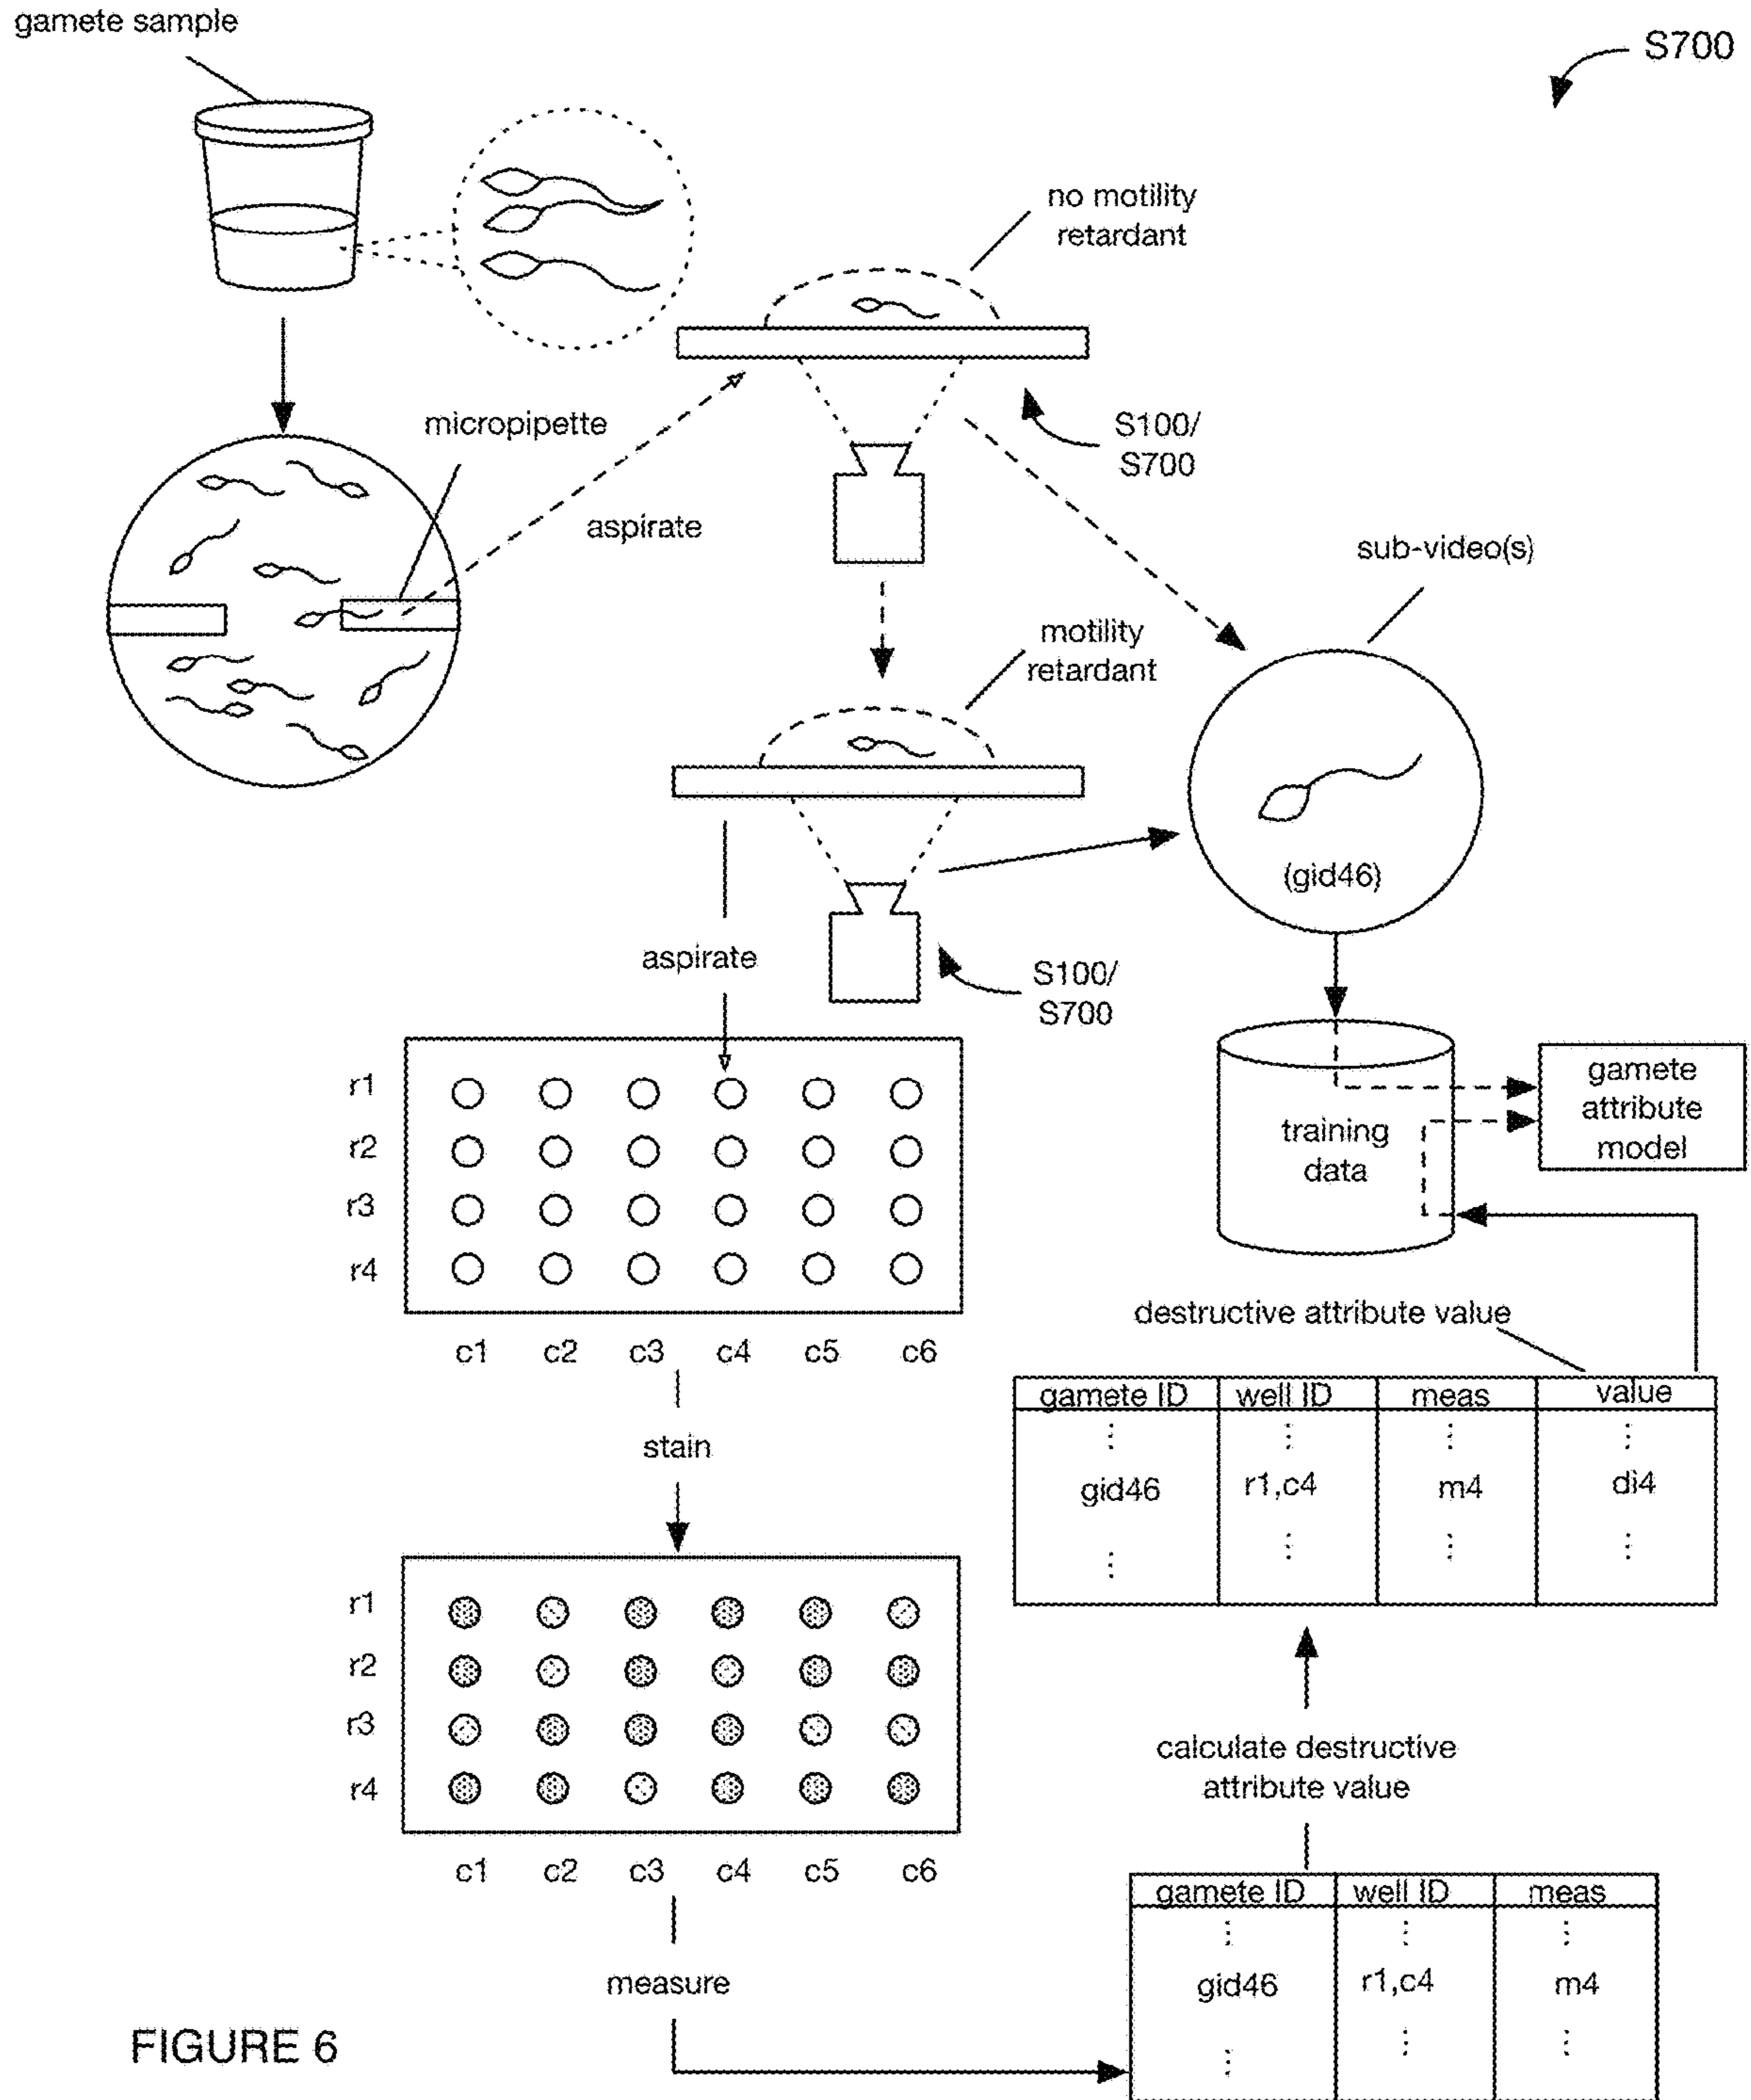 gamete sample
S700
no motility
retardant
micropipette
S100/
S700
aspirate
sub-video(s)
motility
retardant
(gid46)
aspirate
S100/
S700
r1
r2
r3
r4
c1 c2 c3 c4 c5 c6
training
data
gamete
attribute
model
destructive attribute value
gamete ID well ID meas value
gid46 r1,c4 m4 di4
stain
r1
r2
r3
r4
c1 c2 c3 c4 c5 c6
calculate destructive
attribute value
measure
gamete ID well ID meas
gid46 r1,c4 m4
FIGURE 6